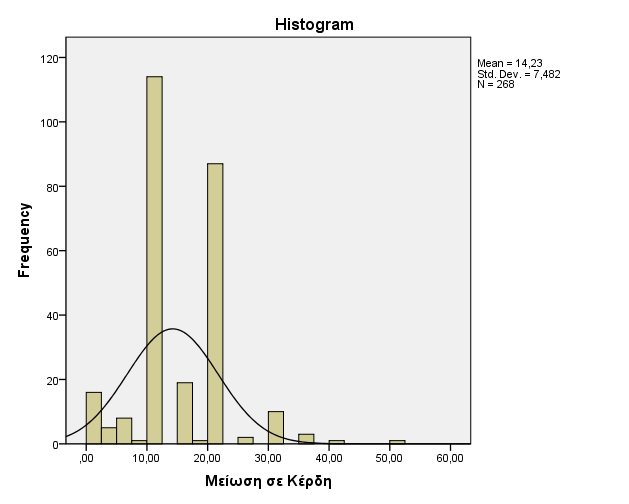 Histogram
Mean = 14,23
Std. Dev. = 7,482
N = 268
Frequency
120
100
80
60
40
20
0
,00
10,00
20,00
30,00
40,00
50,00
60,00
Μείωση σε Κέρδη